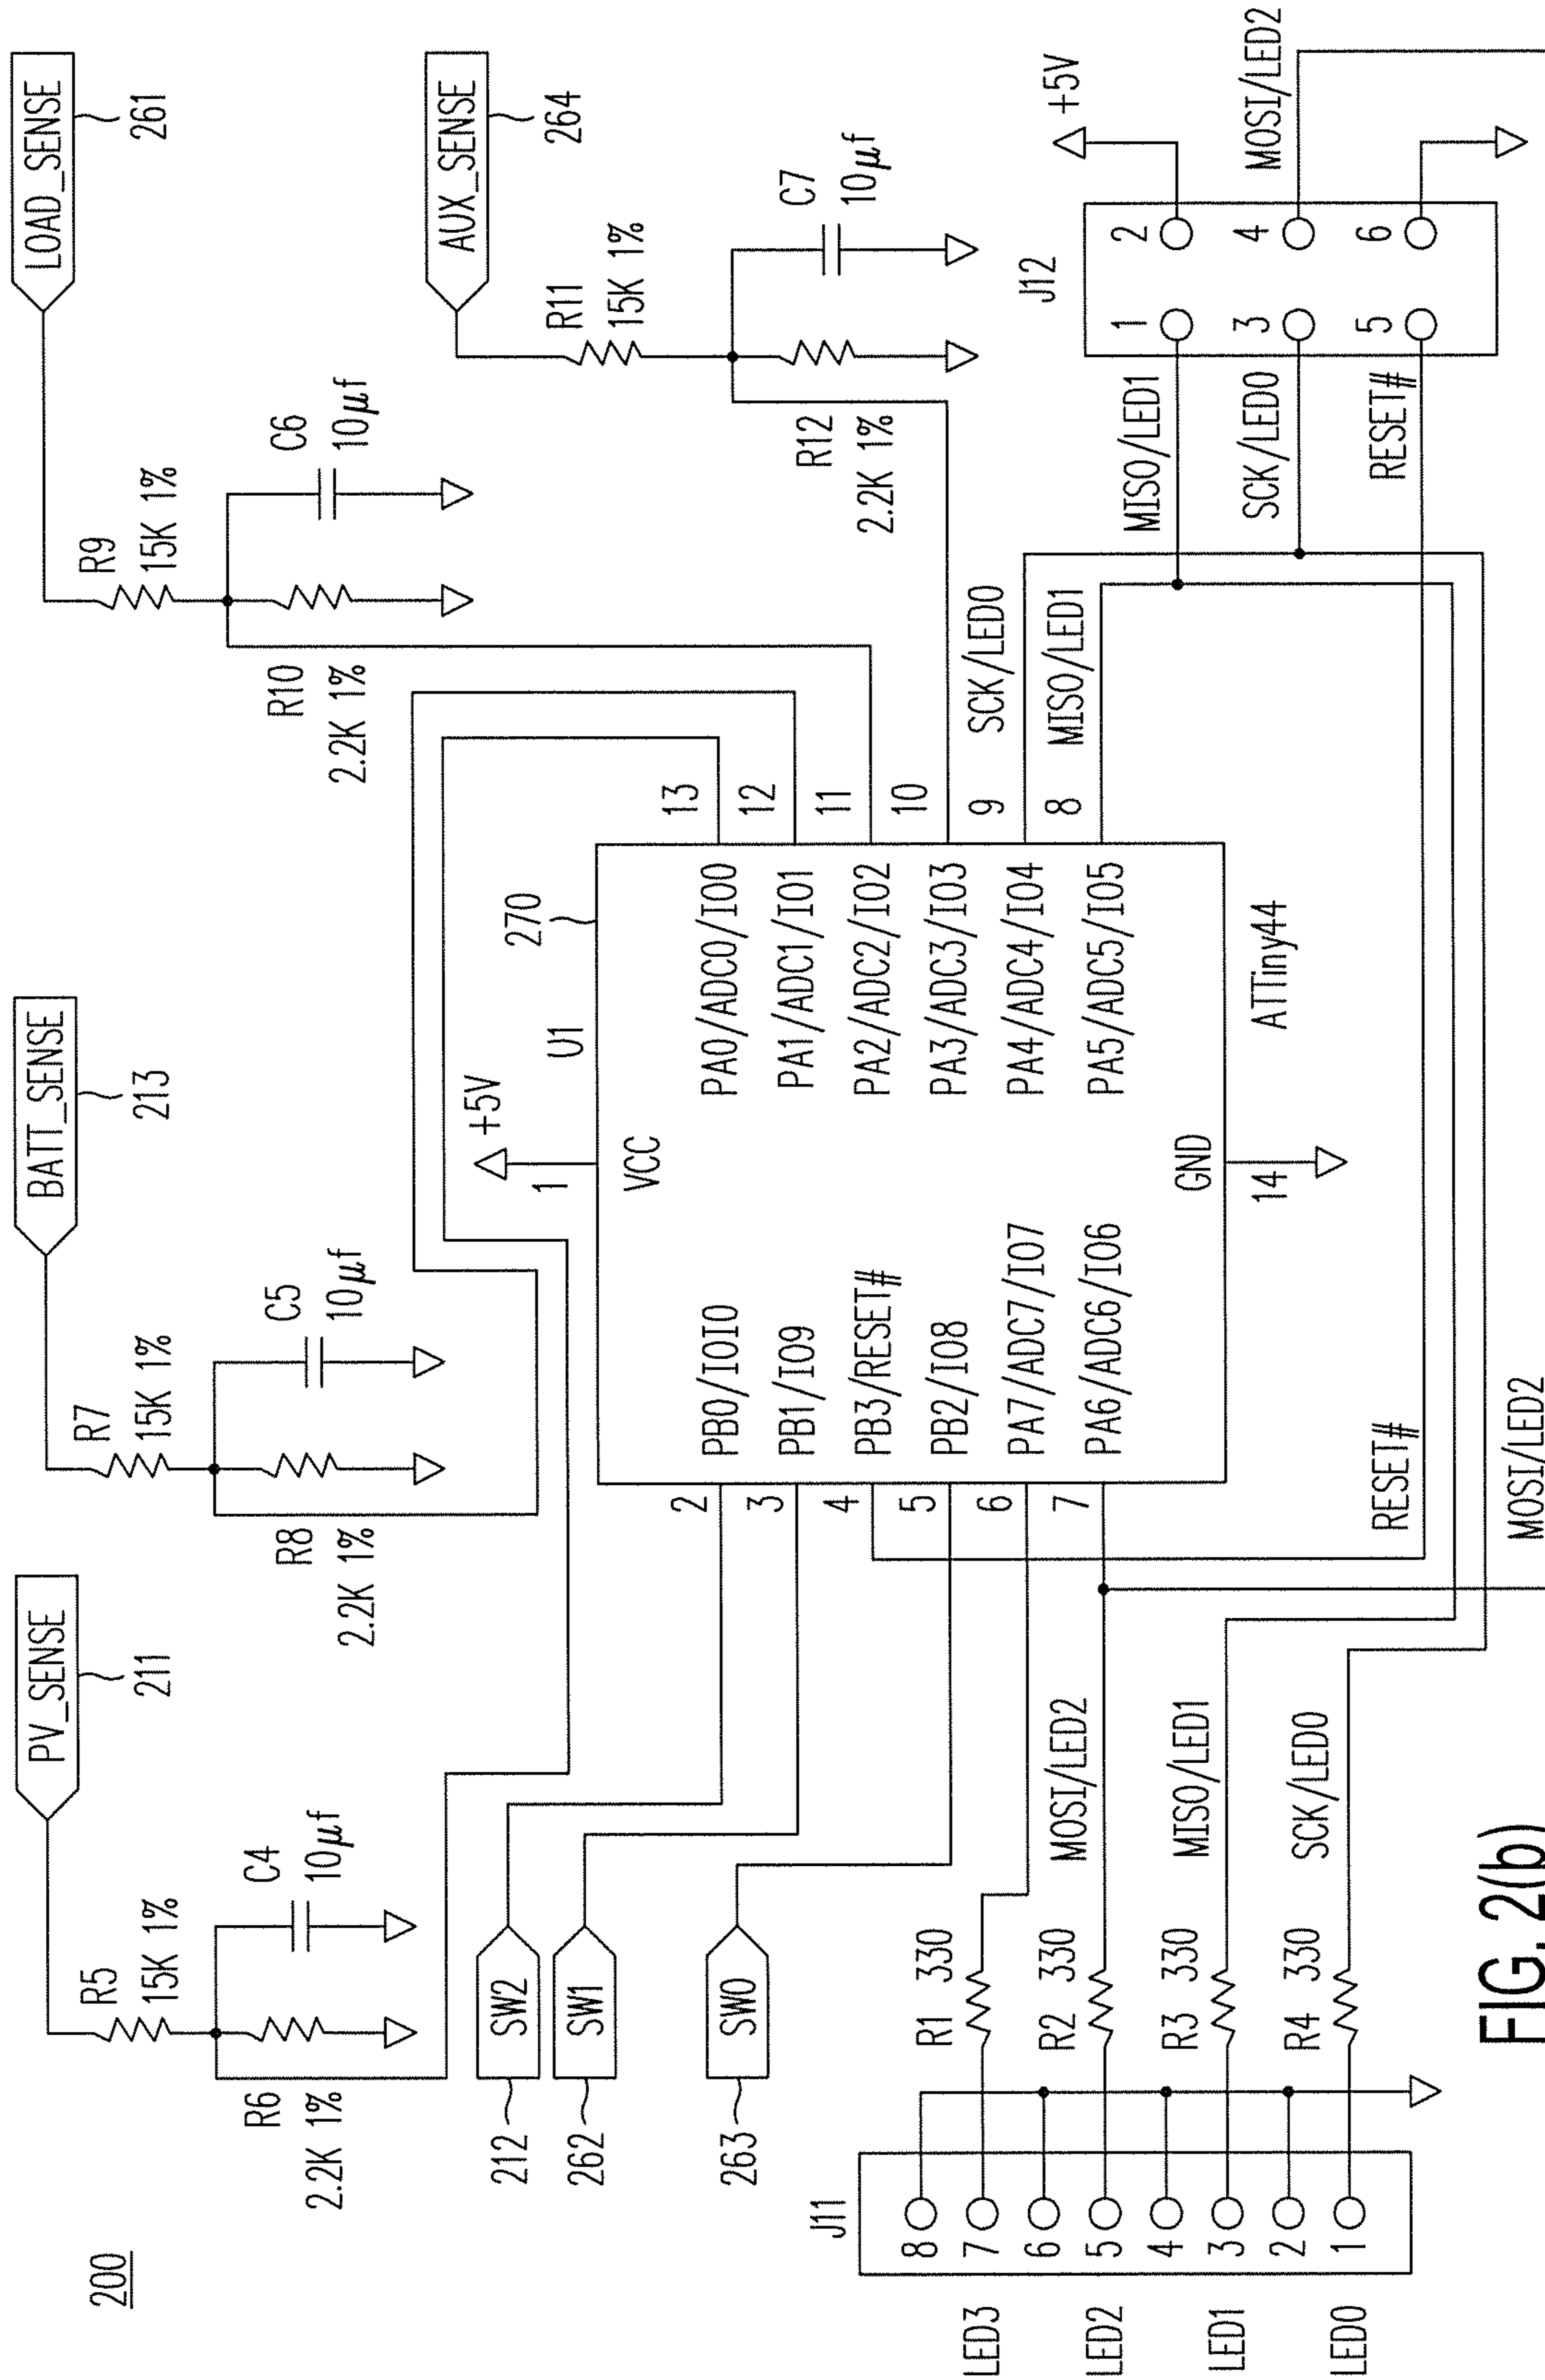 200
PV_SENSE
211
R5
15K 1%
C4
10μf
R6
2.2K 1%
BATT_SENSE
213
R7
15K 1%
C5
10μf
R8
2.2K 1%
LOAD_SENSE
261
R9
15K 1%
C6
10μf
R10
2.2K 1%
AUX_SENSE
264
R11
15K 1%
C7
10μf
R12
2.2K 1%
SW2
212
SW1
262
SW0
263
+5V
1
U1
270
VCC
2
PB0/IOI0
3
PB1/IO9
4
PB3/RESET#
5
PB2/IO8
6
PA7/ADC7/IO7
7
PA6/ADC6/IO6
PA0/ADC0/IO0
13
PA1/ADC1/IO1
12
PA2/ADC2/IO2
11
PA3/ADC3/IO3
10
PA4/ADC4/IO4
9
PA5/ADC5/IO5
8
GND
14
ATTiny44
SCK/LED0
MISO/LED1
J11
8
7
6
5
4
3
2
1
LED3
LED2
LED1
LED0
R1 330
R2 330
R3 330
R4 330
MOSI/LED2
MISO/LED1
SCK/LED0
RESET#
MOSI/LED2
J12
1
2
3
4
5
6
+5V
MISO/LED1
SCK/LED0
RESET#
MOSI/LED2
FIG. 2(b)